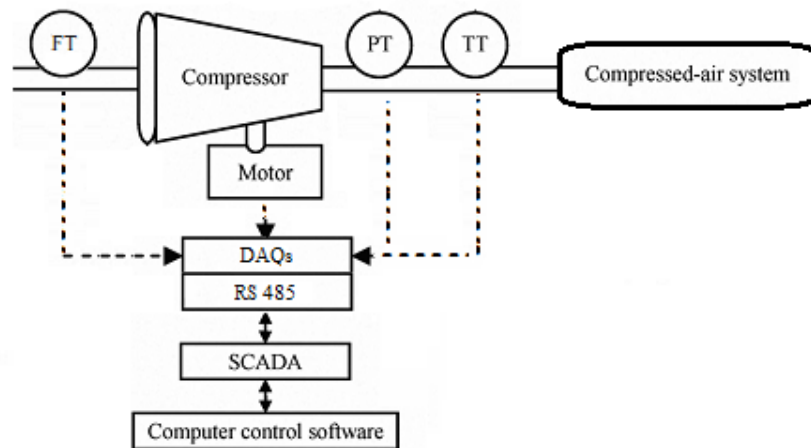 FT
PT
TT
Compressor
Compressed-air system
Motor
DAQs
RS 485
SCADA
Computer control software